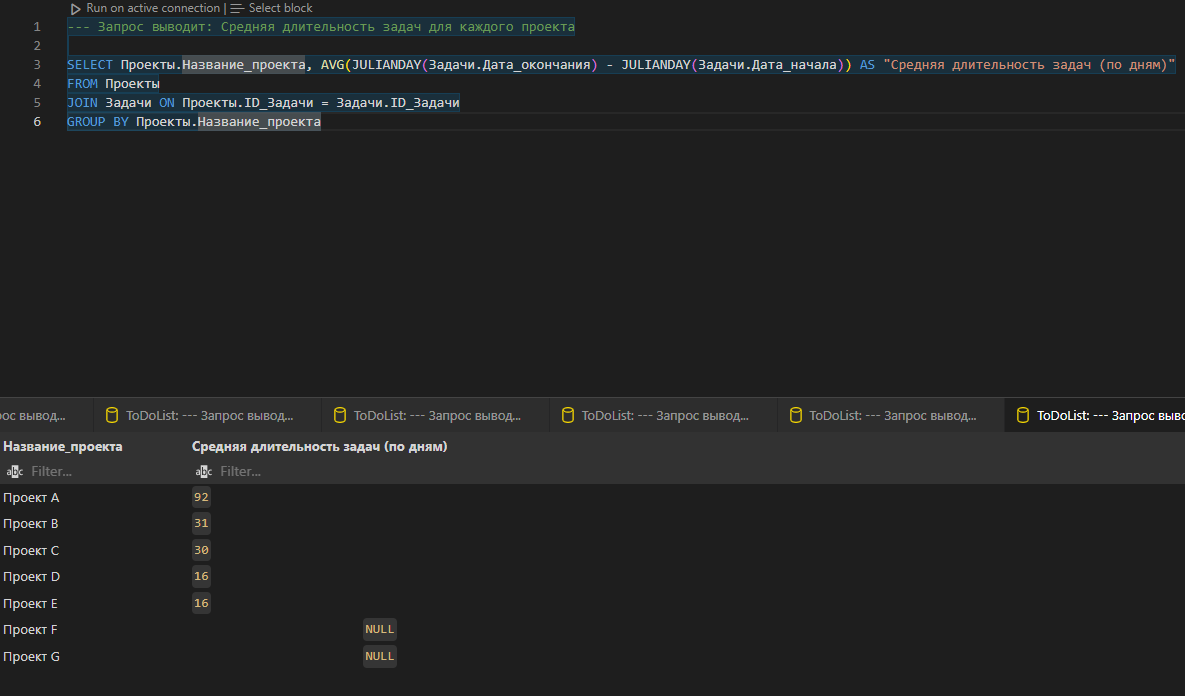 Run on active connection | Select block
1 --- Запрос выводит: Средняя длительность задач для каждого проекта
2
3 SELECT Проекты.Название_проекта, AVG(JULIANDAY(Задачи.Дата_окончания) - JULIANDAY(Задачи.Дата_начала)) AS "Средняя длительность задач (по дням)"
4 FROM Проекты
5 JOIN Задачи ON Проекты.ID_Задачи = Задачи.ID_Задачи
6 GROUP BY Проекты.Название_проекта
рос вывод... ToDoList: --- Запрос вывод... ToDoList: --- Запрос вывод... ToDoList: --- Запрос вывод... ToDoList: --- Запрос вывод... ToDoList: --- Запрос выво
Название_проекта Средняя длительность задач (по дням)
abc Filter... abc Filter...
Проект A 92
Проект B 31
Проект C 30
Проект D 16
Проект E 16
Проект F NULL
Проект G NULL